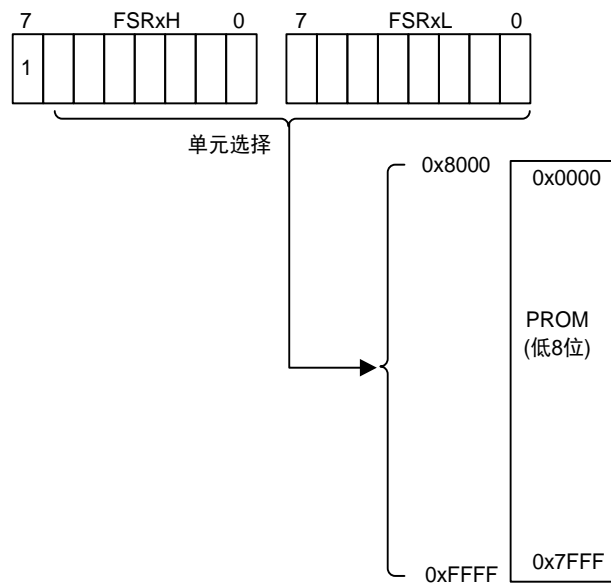 7 FSRxH 0 7 FSRxL 0
1
单元选择
0x8000 0x0000
PROM
(低8位)
0xFFFF 0x7FFF